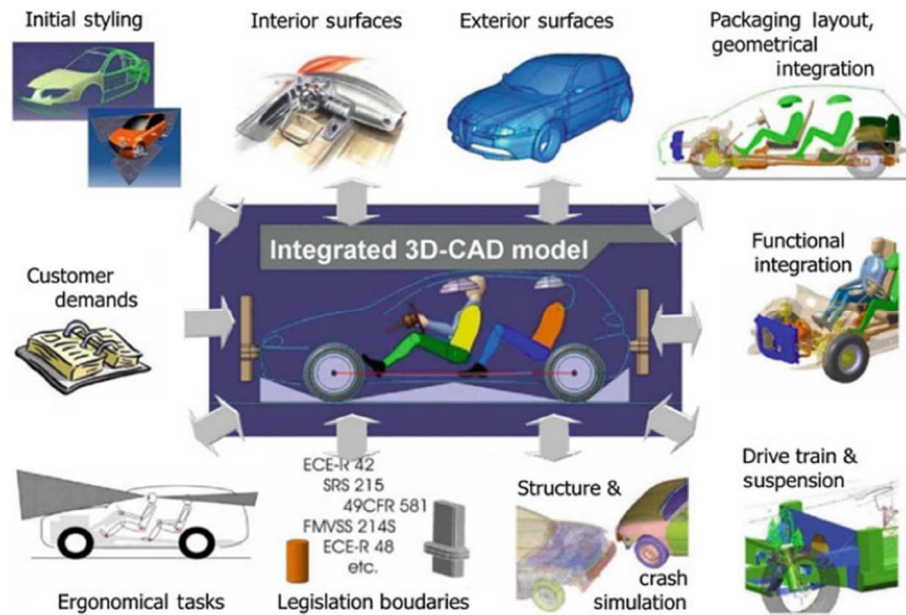 Initial styling
Interior surfaces
Exterior surfaces
Packaging layout,
geometrical
integration
Integrated 3D-CAD model
Customer
demands
Functional
integration
ECE-R 42
SRS 215
49CFR 581
FMVSS 214S
ECE-R 48
etc.
Structure &
crash
simulation
Drive train &
suspension
Ergonomical tasks
Legislation boudaries